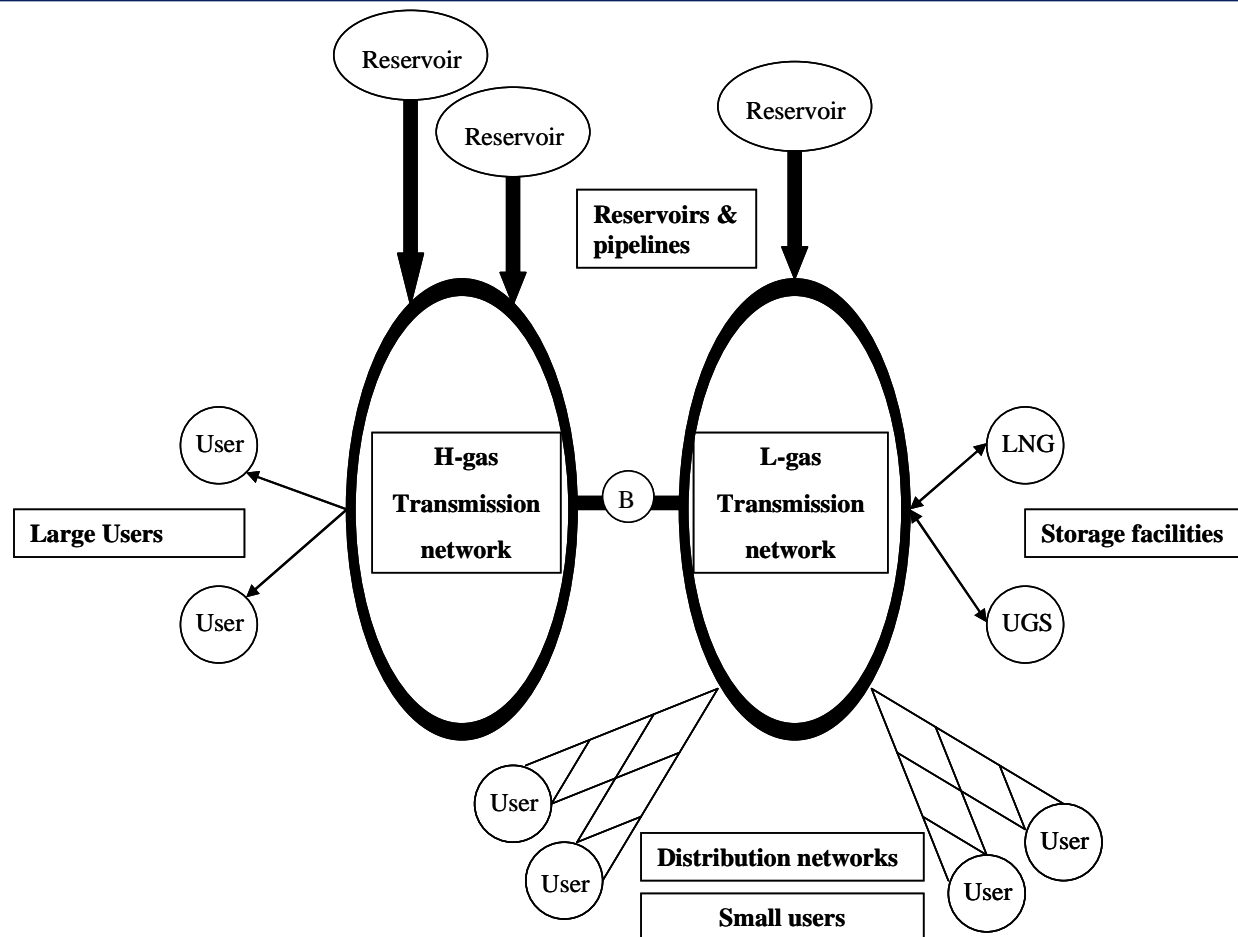 Reservoir
Reservoir
Reservoir
Reservoirs &
pipelines
User
LNG
H-gas
Transmission
network
B
L-gas
Transmission
network
Large Users
Storage facilities
User
UGS
User
User
Distribution networks
Small users
User
User